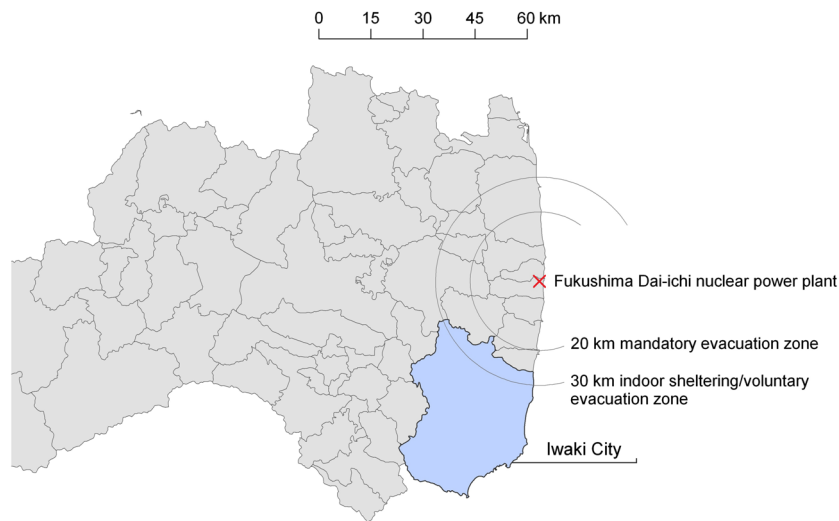 0 15 30 45 60 km
Fukushima Dai-ichi nuclear power plant
20 km mandatory evacuation zone
30 km indoor sheltering/voluntary
evacuation zone
Iwaki City